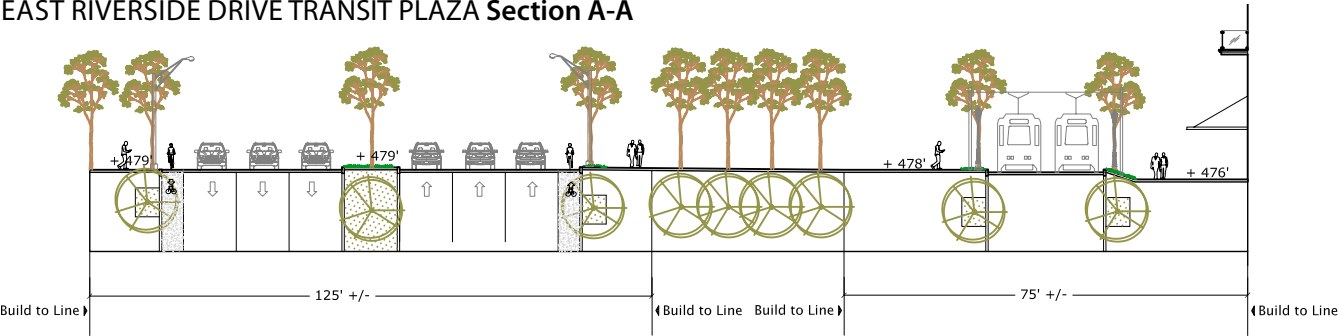 EAST RIVERSIDE DRIVE TRANSIT PLAZA Section A-A
+ 479'
+ 479'
+ 478'
+ 476'
125' +/-
75' +/-
Build to Line
Build to Line
Build to Line
Build to Line